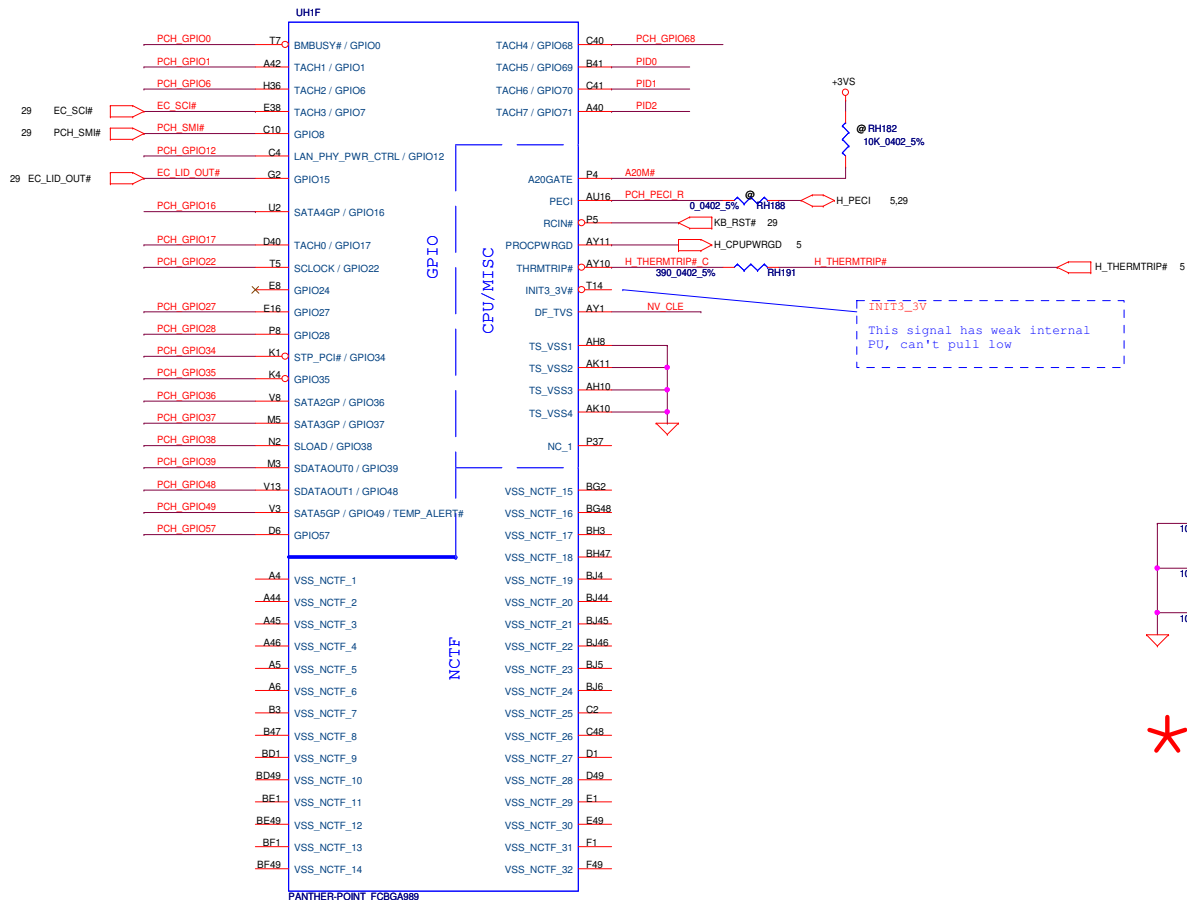 UH1F
PCH_GPIO0 T7 BMBUSY# / GPIO0 TACH4 / GPIO68 C40 PCH_GPIO68
PCH_GPIO1 A42 TACH1 / GPIO1 TACH5 / GPIO69 B41 PID0
PCH_GPIO6 H36 TACH2 / GPIO6 TACH6 / GPIO70 C41 PID1
+3VS
29 EC_SCI# EC_SCI# E38 TACH3 / GPIO7 TACH7 / GPIO71 A40 PID2
29 PCH_SMI# PCH_SMI# C10 GPIO8
@ RH182
10K_0402_5%
PCH_GPIO12 C4 LAN_PHY_PWR_CTRL / GPIO12
29 EC_LID_OUT# EC_LID_OUT# G2 GPIO15 A20GATE P4 A20M#
PECI AU16 PCH_PECI_R 0_0402_5% @ RH188 H_PECI 5,29
PCH_GPIO16 U2 SATA4GP / GPIO16
RCIN# P5 KB_RST# 29
PCH_GPIO17 D40 TACH0 / GPIO17 PROCPWRGD AY11 H_CPUPWRGD 5
PCH_GPIO22 T5 SCLOCK / GPIO22 THRMTRIP# AY10 H_THERMTRIP#_C 390_0402_5% RH191 H_THERMTRIP# H_THERMTRIP# 5
E8 GPIO24 INIT3_3V# T14
PCH_GPIO27 E16 GPIO27 DF_TVS AY1 NV_CLE
INIT3_3V
This signal has weak internal
PU, can't pull low
GPIO
CPU/MISC
PCH_GPIO28 P8 GPIO28
TS_VSS1 AH8
PCH_GPIO34 K1 STP_PCI# / GPIO34
TS_VSS2 AK11
PCH_GPIO35 K4 GPIO35
TS_VSS3 AH10
PCH_GPIO36 V8 SATA2GP / GPIO36
TS_VSS4 AK10
PCH_GPIO37 M5 SATA3GP / GPIO37
PCH_GPIO38 N2 SLOAD / GPIO38 NC_1 P37
PCH_GPIO39 M3 SDATAOUT0 / GPIO39
PCH_GPIO48 V13 SDATAOUT1 / GPIO48 VSS_NCTF_15 BG2
PCH_GPIO49 V3 SATA5GP / GPIO49 / TEMP_ALERT# VSS_NCTF_16 BG48
PCH_GPIO57 D6 GPIO57 VSS_NCTF_17 BH3
VSS_NCTF_18 BH47
A4 VSS_NCTF_1 VSS_NCTF_19 BJ4
A44 VSS_NCTF_2 VSS_NCTF_20 BJ44
A45 VSS_NCTF_3 VSS_NCTF_21 BJ45
A46 VSS_NCTF_4 VSS_NCTF_22 BJ46
NCTF
A5 VSS_NCTF_5 VSS_NCTF_23 BJ5
A6 VSS_NCTF_6 VSS_NCTF_24 BJ6
B3 VSS_NCTF_7 VSS_NCTF_25 C2
B47 VSS_NCTF_8 VSS_NCTF_26 C48
BD1 VSS_NCTF_9 VSS_NCTF_27 D1
BD49 VSS_NCTF_10 VSS_NCTF_28 D49
BE1 VSS_NCTF_11 VSS_NCTF_29 E1
BE49 VSS_NCTF_12 VSS_NCTF_30 E49
BF1 VSS_NCTF_13 VSS_NCTF_31 F1
BF49 VSS_NCTF_14 VSS_NCTF_32 F49
PANTHER-POINT_FCBGA989